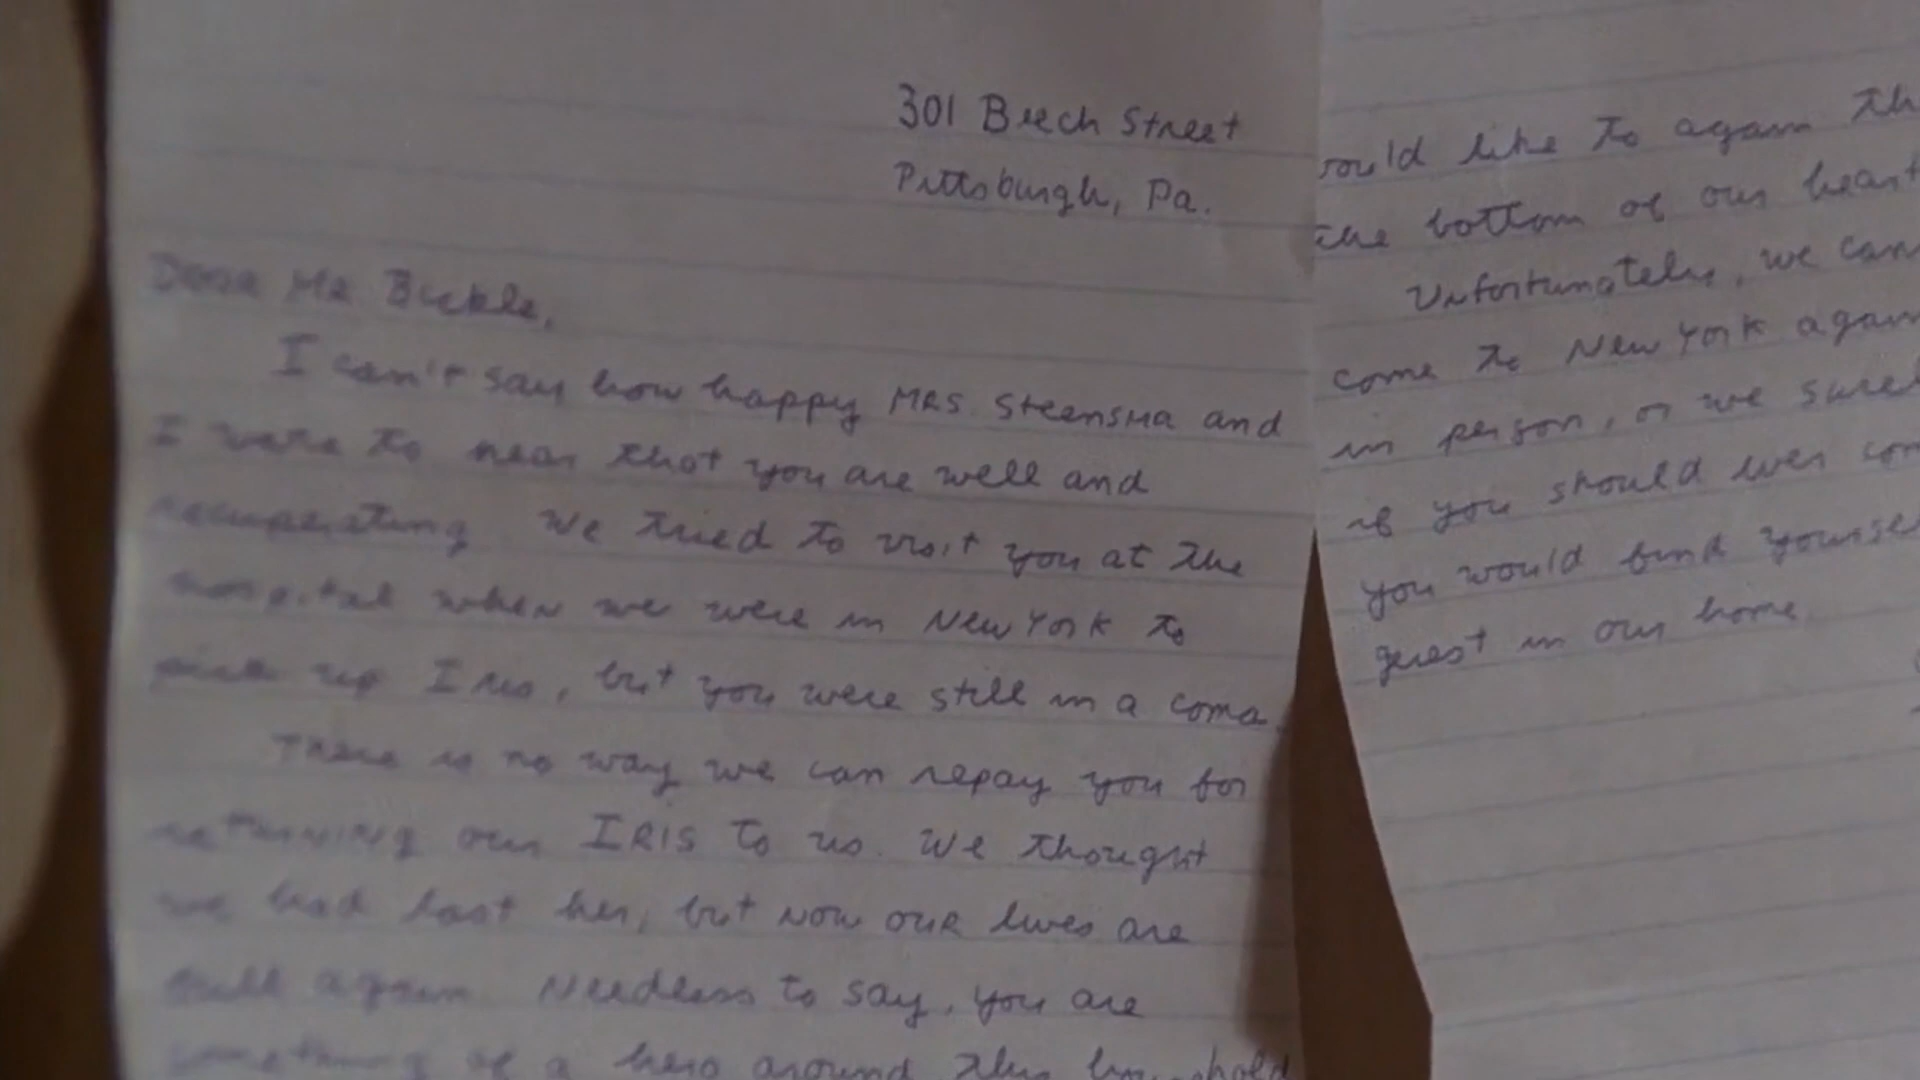 301 Beech Street
Pittsburgh, Pa.
Dear Mr Bickle,
I can't say how happy MRS. Steensma and
I were to hear that you are well and
recuperating We tried to visit you at the
hospital when we were in New York to
pick up Iris, but you were still in a coma.
There is no way we can repay you for
returning our IRIS to us. We thought
we had lost her, but now our lives are
full again Needless to say, you are
something of a hero around this household
would like to again
the bottom of our heart
Unfortunately, we
come to New York again
in person, or we
if you should ever
you would find
guest in our home